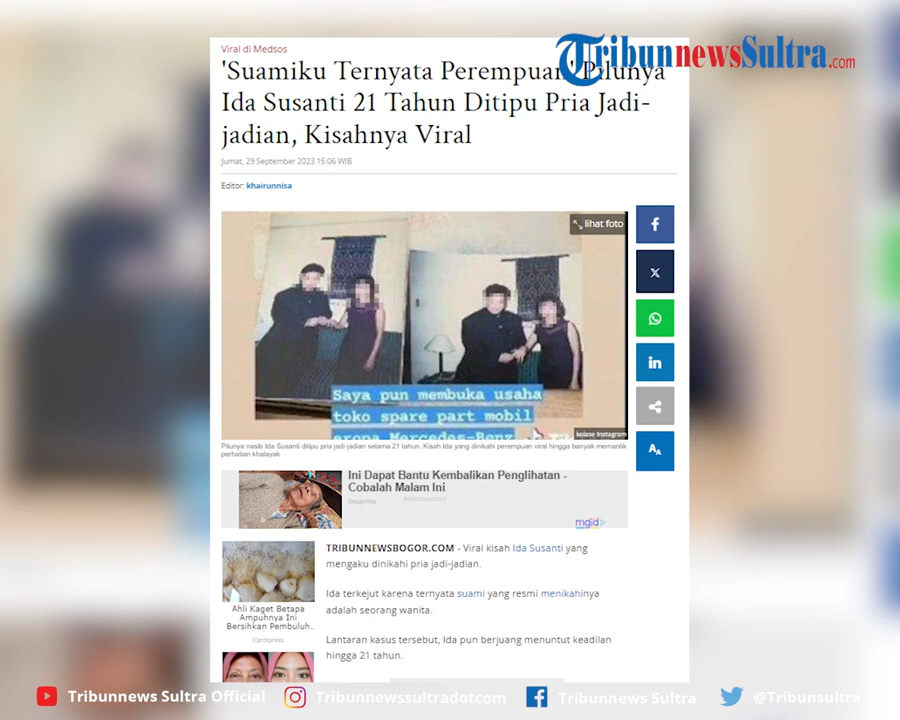 TribunnewsSultra.com
Viral di Medsos
'Suamiku Ternyata Perempuan' Pilunya
Ida Susanti 21 Tahun Ditipu Pria Jadi-
jadian, Kisahnya Viral
Jumat, 29 September 2023 15:06 WIB
Editor: khairunnisa
lihat foto
Saya pun membuka usaha
toko spare part mobil
eropa Mercedes-Benz
kolase Instagram
Pilunya nasib Ida Susanti ditipu pria jadi-jadian selama 21 tahun. Kisah Ida yang dinikahi perempuan viral hingga banyak memantik
perhatian khalayak
Ini Dapat Bantu Kembalikan Penglihatan -
Cobalah Malam Ini
Advertisement
mgid
TRIBUNNEWSBOGOR.COM - Viral kisah Ida Susanti yang
mengaku dinikahi pria jadi-jadian.
Ida terkejut karena ternyata suami yang resmi menikahinya
adalah seorang wanita.
Lantaran kasus tersebut, Ida pun berjuang menuntut keadilan
hingga 21 tahun.
Ahli Kaget Betapa
Ampuhnya Ini
Bersihkan Pembuluh..
Cardipress
Tribunnews Sultra Official
Tribunnewssultradotcom
Tribunnews Sultra
@Tribunsultra